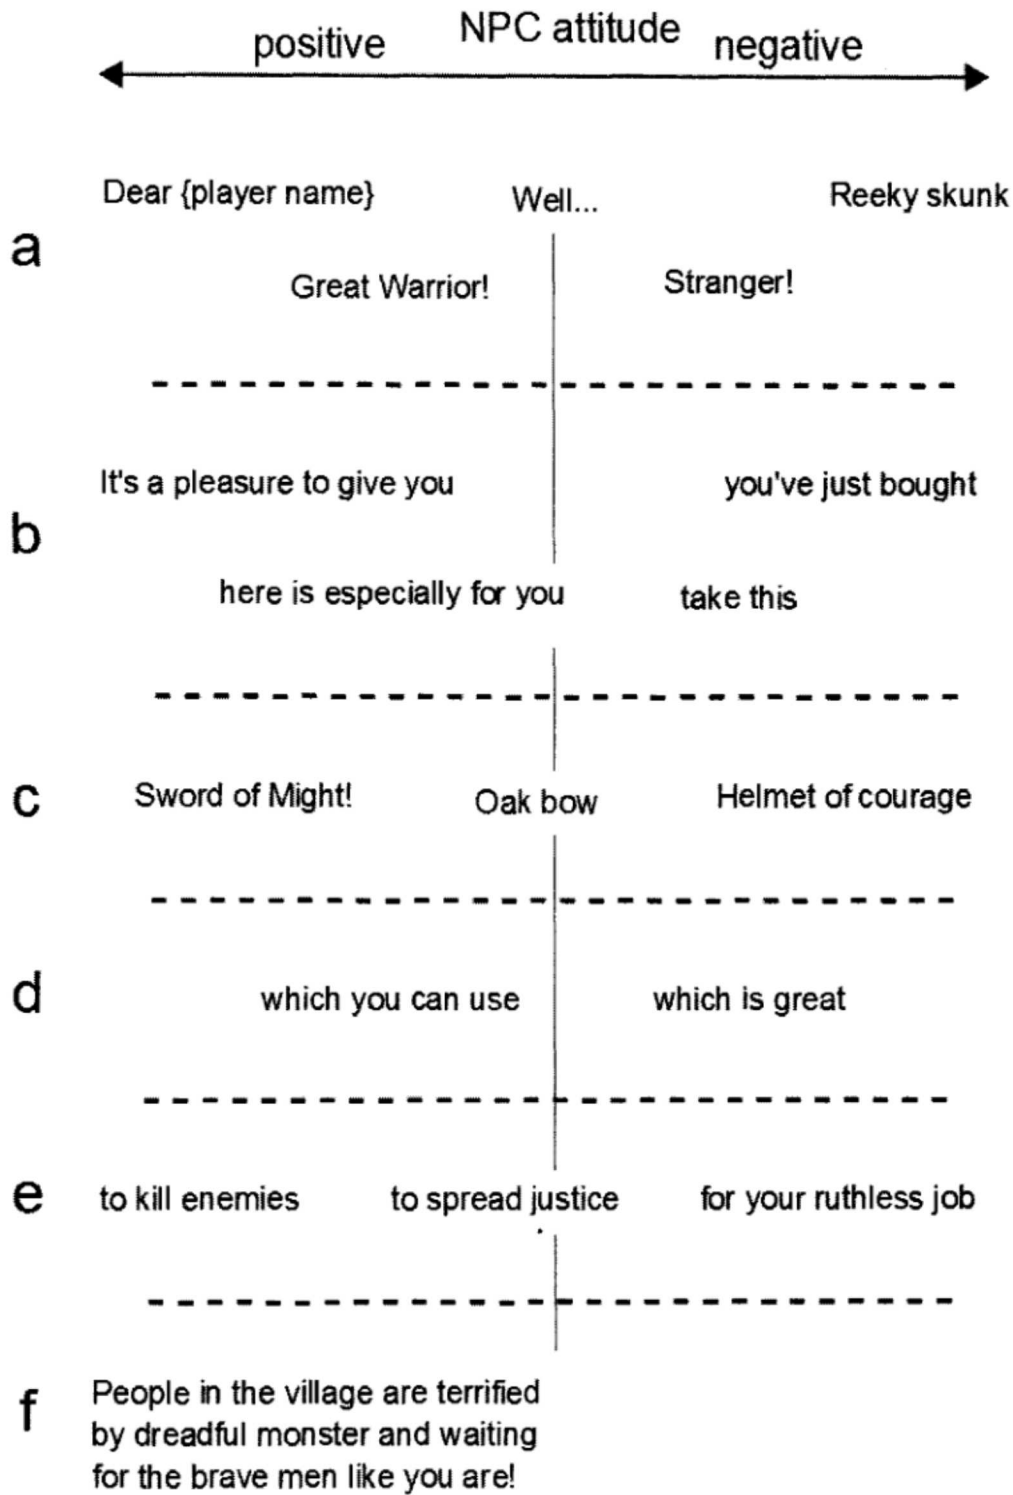 NPC attitude
positive negative
Dear {player name} Well... Reeky skunk
a
Great Warrior! Stranger!
It's a pleasure to give you you've just bought
b
here is especially for you take this
c Sword of Might! Oak bow Helmet of courage
d which you can use which is great
e to kill enemies to spread justice for your ruthless job
f People in the village are terrified
by dreadful monster and waiting
for the brave men like you are!